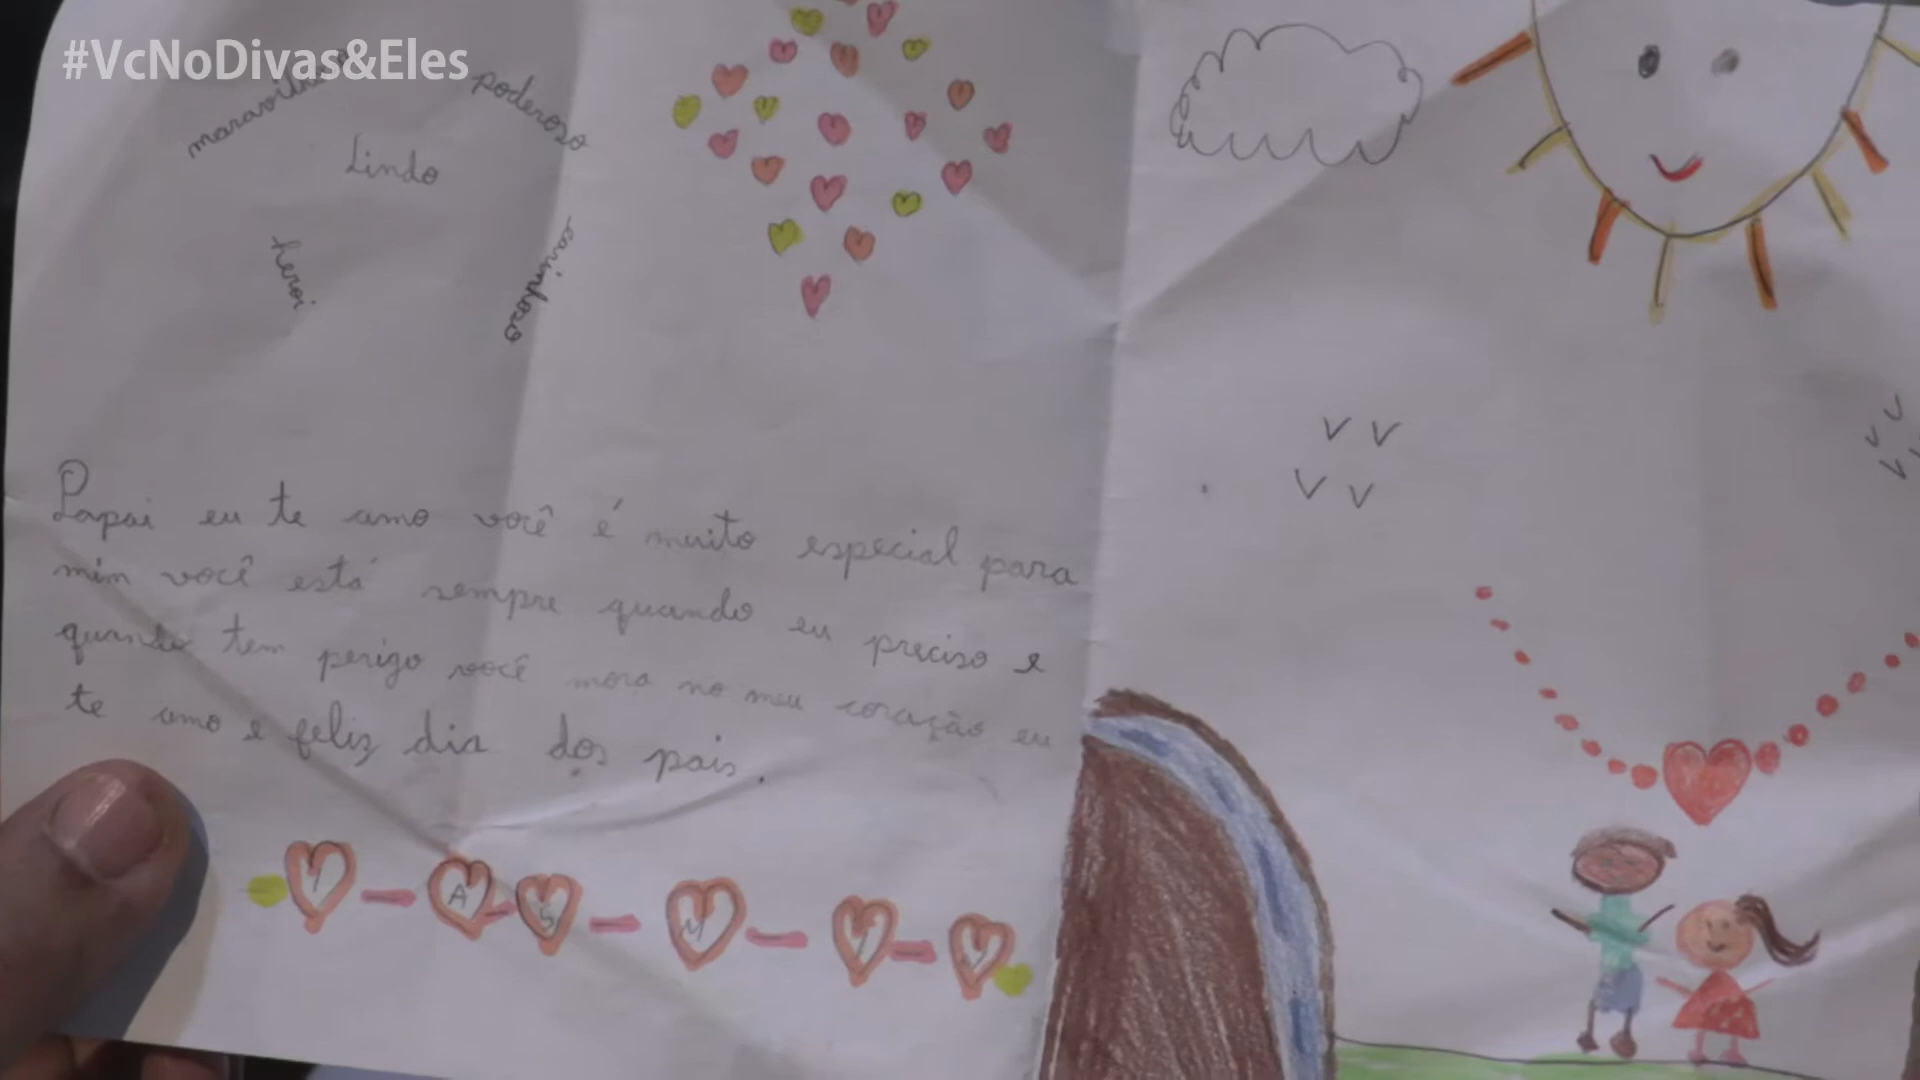 #VcNoDivas&Eles
maravilhoso
poderoso
Lindo
heroi
carinhoso
Papai eu te amo você é muito especial para
mim você está sempre quando eu preciso e
quando tem perigo você mora no meu coração eu
te amo e feliz dia dos pais.
Y A S M Y